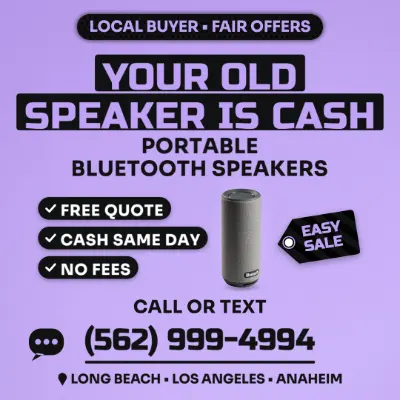 LOCAL BUYER • FAIR OFFERS
YOUR OLD
SPEAKER IS CASH
PORTABLE
BLUETOOTH SPEAKERS
FREE QUOTE
CASH SAME DAY
NO FEES
EASY
SALE
CALL OR TEXT
(562) 999-4994
LONG BEACH • LOS ANGELES • ANAHEIM